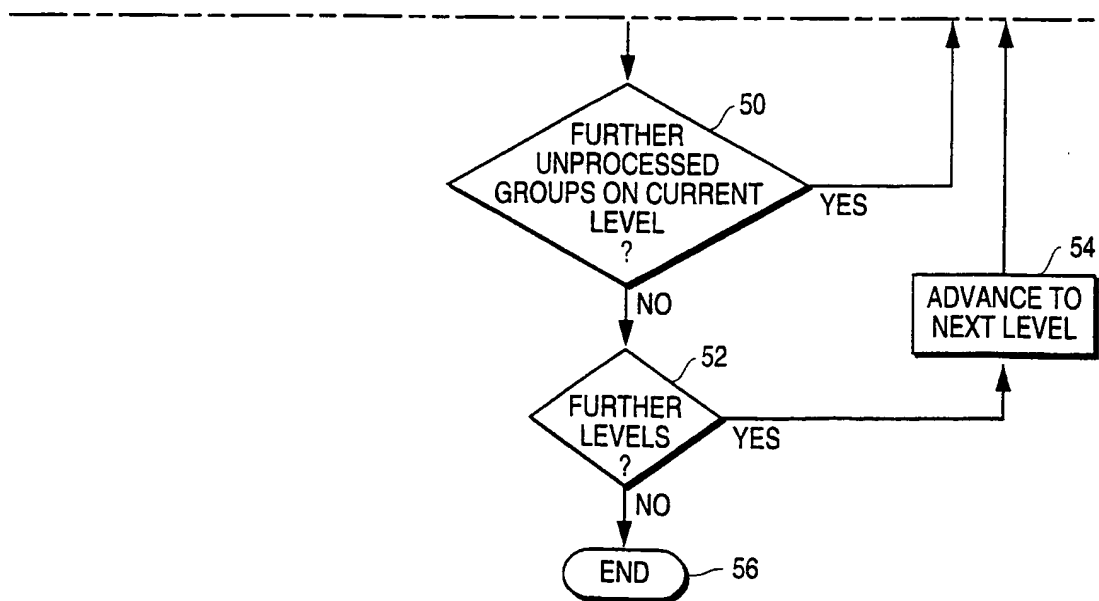 50
FURTHER
UNPROCESSED
GROUPS ON CURRENT
LEVEL
?
YES
NO
54
ADVANCE TO
NEXT LEVEL
52
FURTHER
LEVELS
?
YES
NO
END
56